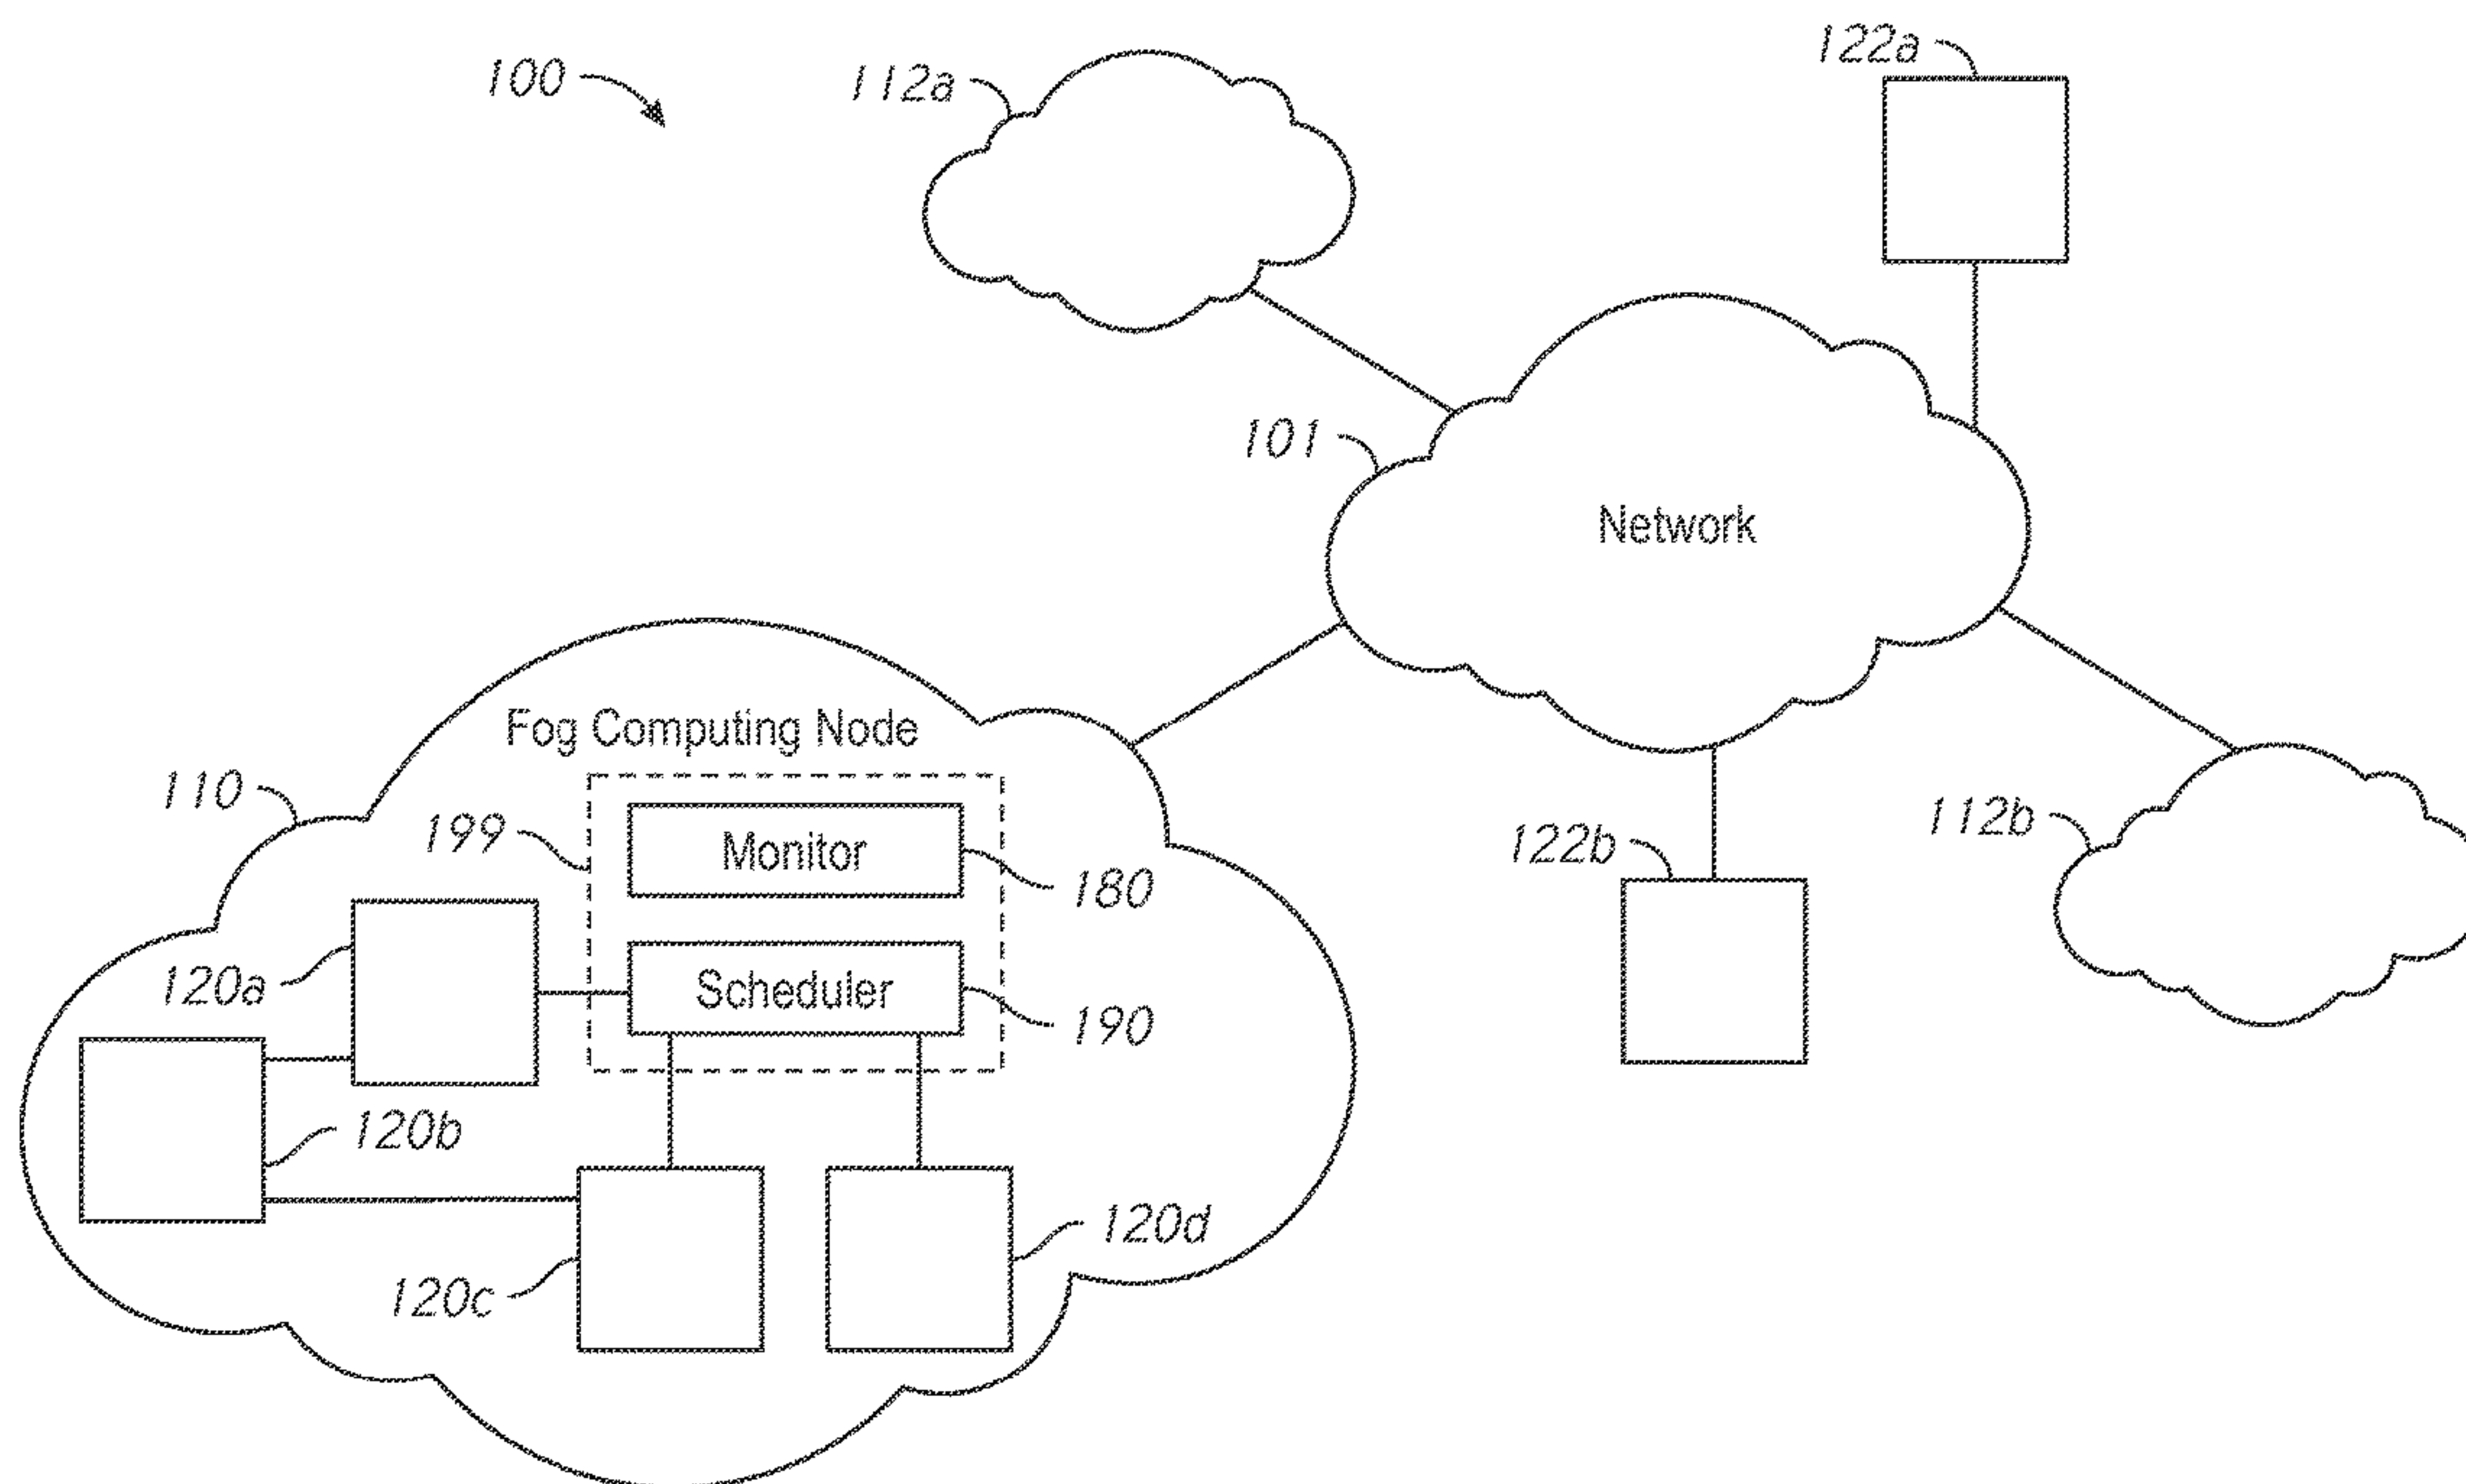 100
112a
122a
101
Network
Fog Computing Node
110
199
Monitor
180
122b
112b
120a
Scheduler
190
120b
120c
120d